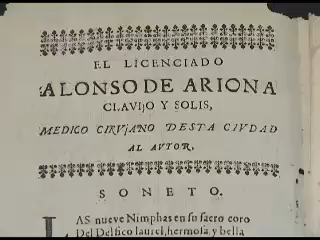 EL LICENCIADO
ALONSO DE ARIONA
CLAVIJO Y SOLIS,
MEDICO CIRVJANO DESTA CIVDAD
AL AVTOR,
SONETO.
LAS nueve Nimphas en ſu ſacro coro
Del Delfico laurel, hermoſa, y bella